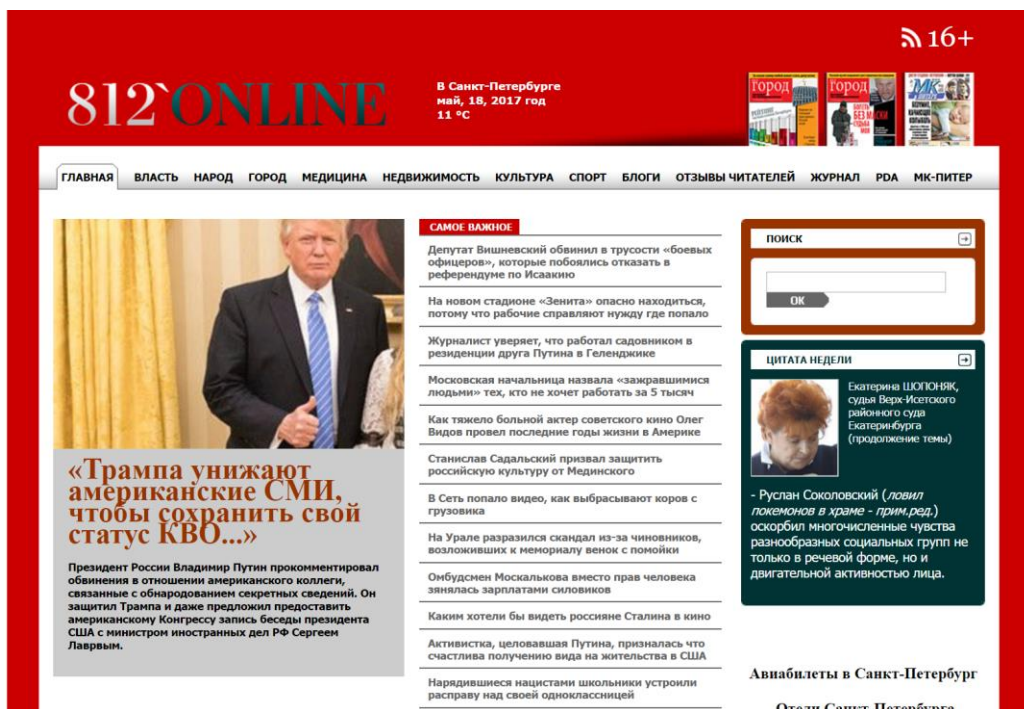 16+
812`ONLINE
В Санкт-Петербурге
май, 18, 2017 год
11 °C
город
город
МК
БЕЗ МАСКИ
ГЛАВНАЯ ВЛАСТЬ НАРОД ГОРОД МЕДИЦИНА НЕДВИЖИМОСТЬ КУЛЬТУРА СПОРТ БЛОГИ ОТЗЫВЫ ЧИТАТЕЛЕЙ ЖУРНАЛ PDA МК-ПИТЕР
«Трампа унижают
американские СМИ,
чтобы сохранить свой
статус КВО...»
Президент России Владимир Путин прокомментировал
обвинения в отношении американского коллеги,
связанные с обнародованием секретных сведений. Он
защитил Трампа и даже предложил предоставить
американскому Конгрессу запись беседы президента
США с министром иностранных дел РФ Сергеем
Лаврвым.
САМОЕ ВАЖНОЕ
Депутат Вишневский обвинил в трусости «боевых
офицеров», которые побоялись отказать в
референдуме по Исаакию
На новом стадионе «Зенита» опасно находиться,
потому что рабочие справляют нужду где попало
Журналист уверяет, что работал садовником в
резиденции друга Путина в Геленджике
Московская начальница назвала «зажравшимися
людьми» тех, кто не хочет работать за 5 тысяч
Как тяжело больной актер советского кино Олег
Видов провел последние годы жизни в Америке
Станислав Садальский призвал защитить
российскую культуру от Мединского
В Сеть попало видео, как выбрасывают коров с
грузовика
На Урале разразился скандал из-за чиновников,
возложивших к мемориалу венок с помойки
Омбудсмен Москалькова вместо прав человека
зянялась зарплатами силовиков
Каким хотели бы видеть россияне Сталина в кино
Активистка, целовавшая Путина, призналась что
счастлива получению вида на жительства в США
Нарядившиеся нацистами школьники устроили
расправу над своей одноклассницей
ПОИСК
ОК
ЦИТАТА НЕДЕЛИ
Екатерина ШОПОНЯК,
судья Верх-Исетского
районного суда
Екатеринбурга
(продолжение темы)
- Руслан Соколовский (ловил
покемонов в храме - прим.ред.)
оскорбил многочисленные чувства
разнообразных социальных групп не
только в речевой форме, но и
двигательной активностью лица.
Авиабилеты в Санкт-Петербург
Отели Санкт-Петербурга